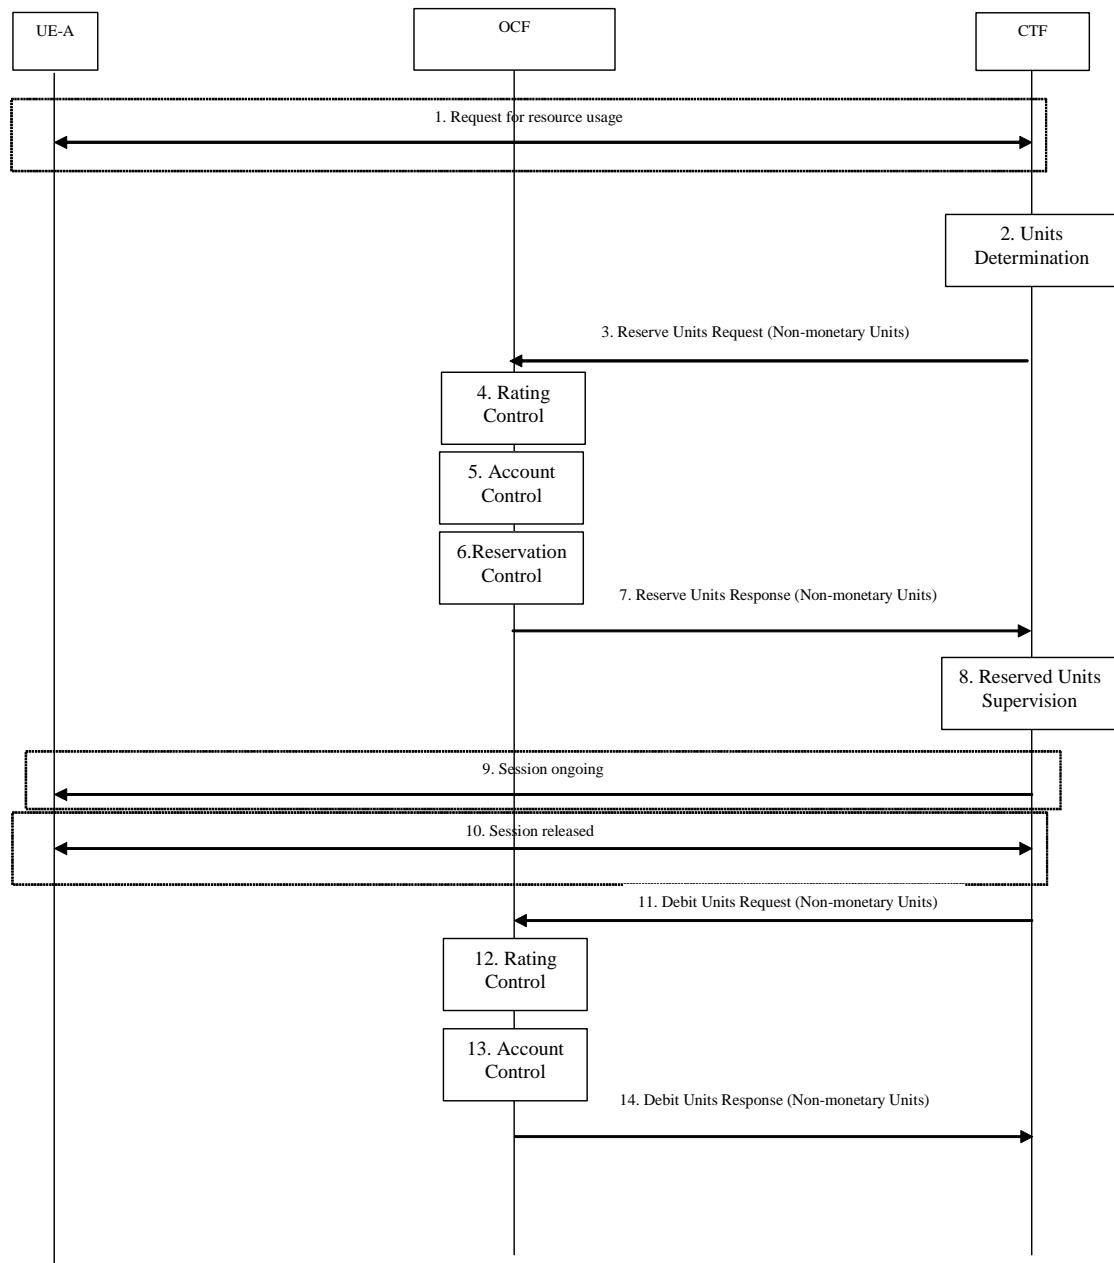 UE-A
OCF
CTF
1. Request for resource usage
2. Units
Determination
3. Reserve Units Request (Non-monetary Units)
4. Rating
Control
5. Account
Control
6.Reservation
Control
7. Reserve Units Response (Non-monetary Units)
8. Reserved Units
Supervision
9. Session ongoing
10. Session released
11. Debit Units Request (Non-monetary Units)
12. Rating
Control
13. Account
Control
14. Debit Units Response (Non-monetary Units)